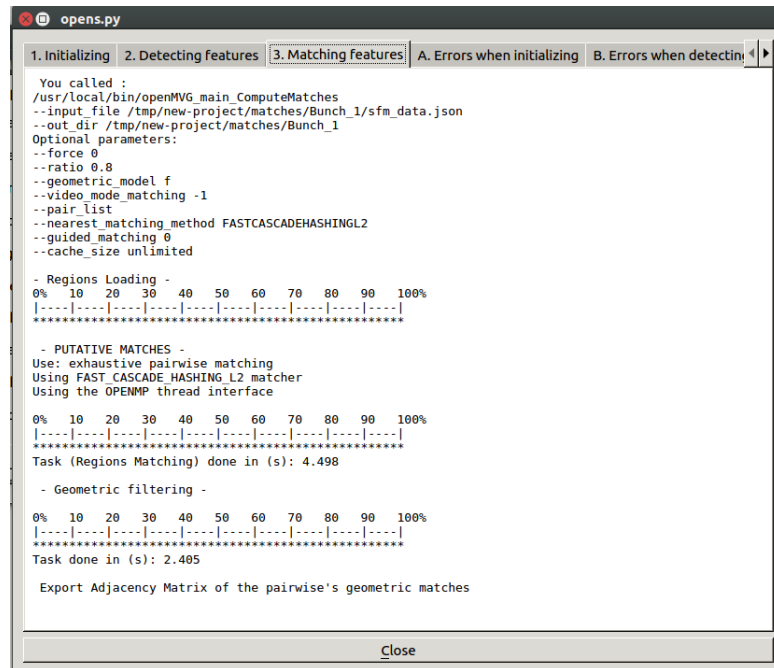 opens.py
1. Initializing 2. Detecting features 3. Matching features A. Errors when initializing B. Errors when detecting
You called :
/usr/local/bin/openMVG_main_ComputeMatches
--input_file /tmp/new-project/matches/Bunch_1/sfm_data.json
--out_dir /tmp/new-project/matches/Bunch_1
Optional parameters:
--force 0
--ratio 0.8
--geometric_model f
--video_mode_matching -1
--pair_list
--nearest_matching_method FASTCASCADEHASHINGL2
--guided_matching 0
--cache_size unlimited
- Regions Loading -
0%   10   20   30   40   50   60   70   80   90   100%
|----|----|----|----|----|----|----|----|----|----|
***************************************************
- PUTATIVE MATCHES -
Use: exhaustive pairwise matching
Using FAST_CASCADE_HASHING_L2 matcher
Using the OPENMP thread interface
0%   10   20   30   40   50   60   70   80   90   100%
|----|----|----|----|----|----|----|----|----|----|
***************************************************
Task (Regions Matching) done in (s): 4.498
- Geometric filtering -
0%   10   20   30   40   50   60   70   80   90   100%
|----|----|----|----|----|----|----|----|----|----|
***************************************************
Task done in (s): 2.405
Export Adjacency Matrix of the pairwise's geometric matches
Close